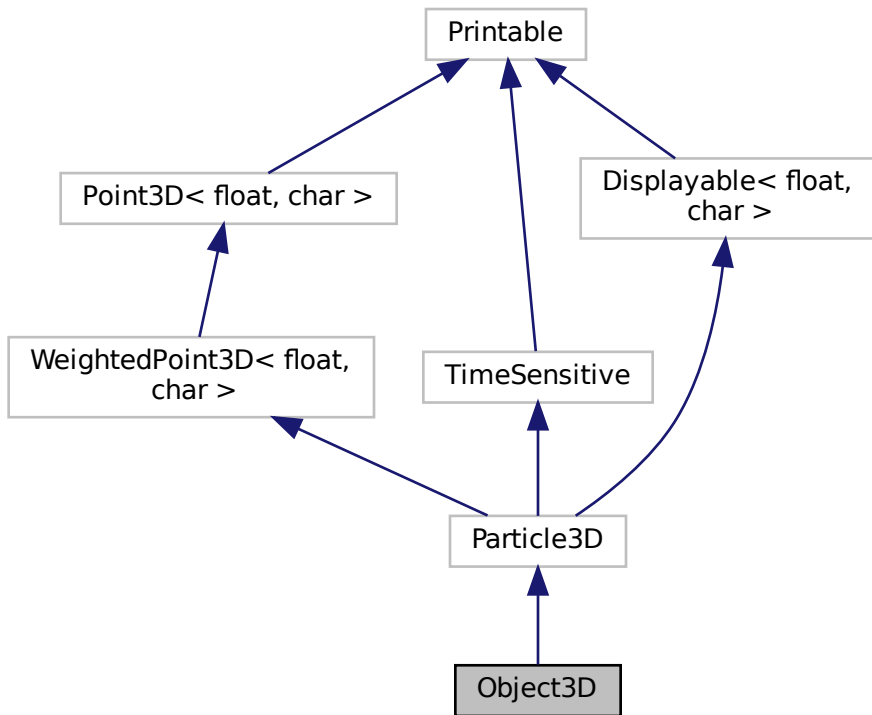 Printable
Point3D< float, char >
Displayable< float,
char >
WeightedPoint3D< float,
char >
TimeSensitive
Particle3D
Object3D